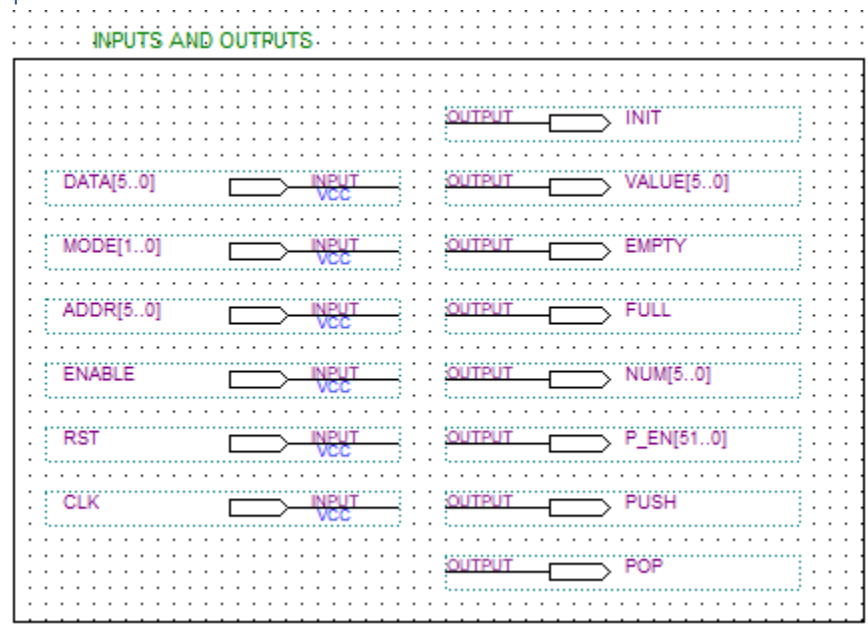 INPUTS AND OUTPUTS
OUTPUT INIT
DATA[5..0] INPUT VCC OUTPUT VALUE[5..0]
MODE[1..0] INPUT VCC OUTPUT EMPTY
ADDR[5..0] INPUT VCC OUTPUT FULL
ENABLE INPUT VCC OUTPUT NUM[5..0]
RST INPUT VCC OUTPUT P_EN[51..0]
CLK INPUT VCC OUTPUT PUSH
OUTPUT POP